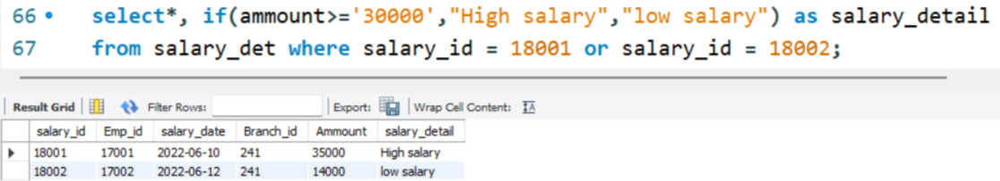 66 select*, if(ammount>='30000',"High salary","low salary") as salary_detail
67 from salary_det where salary_id = 18001 or salary_id = 18002;
Result Grid Filter Rows: Export: Wrap Cell Content: IA
salary_id Emp_id salary_date Branch_id Ammount salary_detail
18001 17001 2022-06-10 241 35000 High salary
18002 17002 2022-06-12 241 14000 low salary